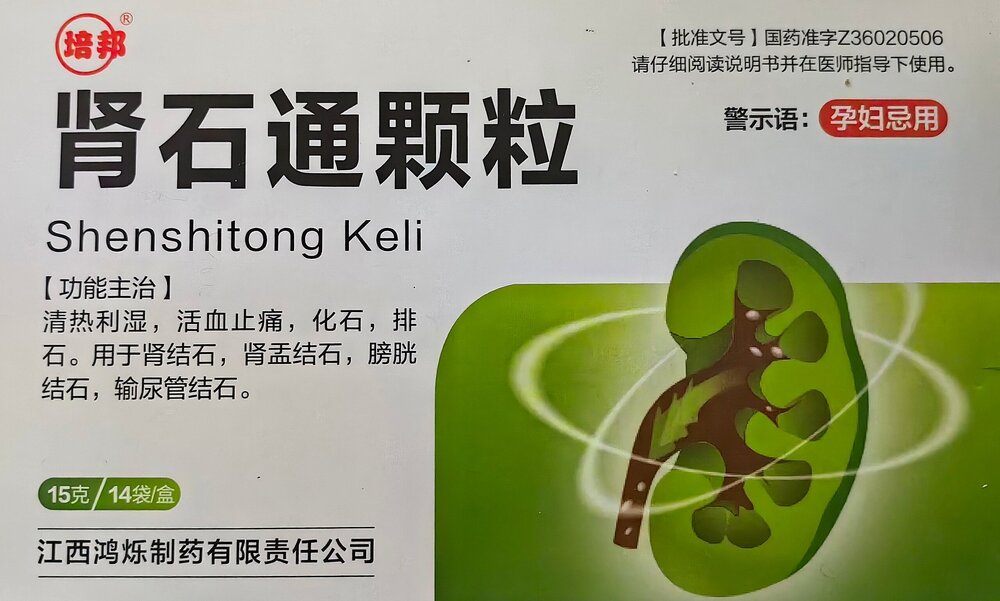 培邦®
【批准文号】国药准字Z36020506
请仔细阅读说明书并在医师指导下使用。
警示语：孕妇忌用
肾石通颗粒
Shenshitong Keli
【功能主治】
清热利湿，活血止痛，化石，排
石。用于肾结石，肾盂结石，膀胱
结石，输尿管结石。
15克/14袋/盒
江西鸿烁制药有限责任公司